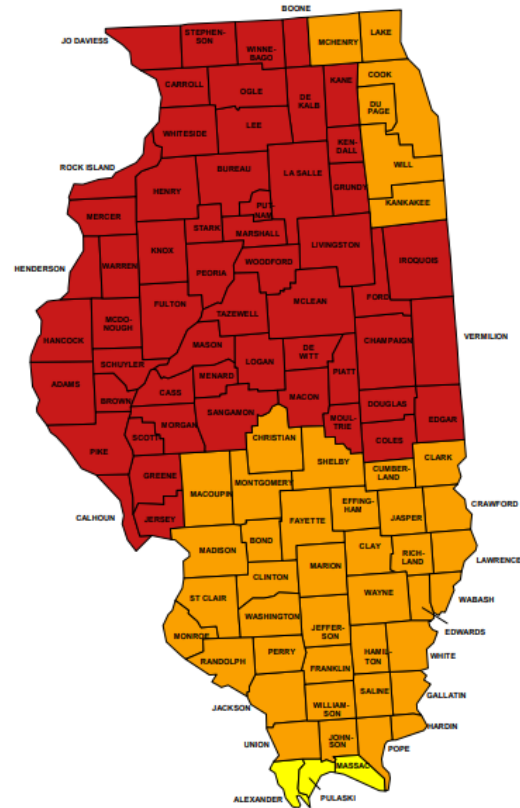 BOONE
JO DAVIESS
STEPHEN-
SON
WINNE-
BAGO
MCHENRY
LAKE
CARROLL
OGLE
DE
KALB
KANE
COOK
DU
PAGE
WHITESIDE
LEE
KEN-
DALL
WILL
ROCK ISLAND
HENRY
BUREAU
LA SALLE
GRUNDY
KANKAKEE
MERCER
STARK
PUT-
NAM
MARSHALL
HENDERSON
WARREN
KNOX
PEORIA
WOODFORD
LIVINGSTON
IROQUOIS
FULTON
TAZEWELL
MCLEAN
FORD
HANCOCK
MCDO-
NOUGH
MASON
DE
WITT
CHAMPAIGN
VERMILION
SCHUYLER
LOGAN
PIATT
ADAMS
BROWN
CASS
MENARD
MACON
DOUGLAS
PIKE
SCOTT
MORGAN
SANGAMON
MOUL-
TRIE
COLES
EDGAR
CHRISTIAN
SHELBY
CUMBER-
LAND
CLARK
GREENE
MACOUPIN
MONTGOMERY
CALHOUN
JERSEY
FAYETTE
EFFING-
HAM
JASPER
CRAWFORD
MADISON
BOND
CLAY
RICH-
LAND
LAWRENCE
CLINTON
MARION
WAYNE
WABASH
ST CLAIR
WASHINGTON
EDWARDS
MONROE
JEFFER-
SON
RANDOLPH
PERRY
HAMIL-
TON
WHITE
FRANKLIN
JACKSON
WILLIAM-
SON
SALINE
GALLATIN
HARDIN
UNION
JOHN-
SON
POPE
MASSAC
ALEXANDER
PULASKI